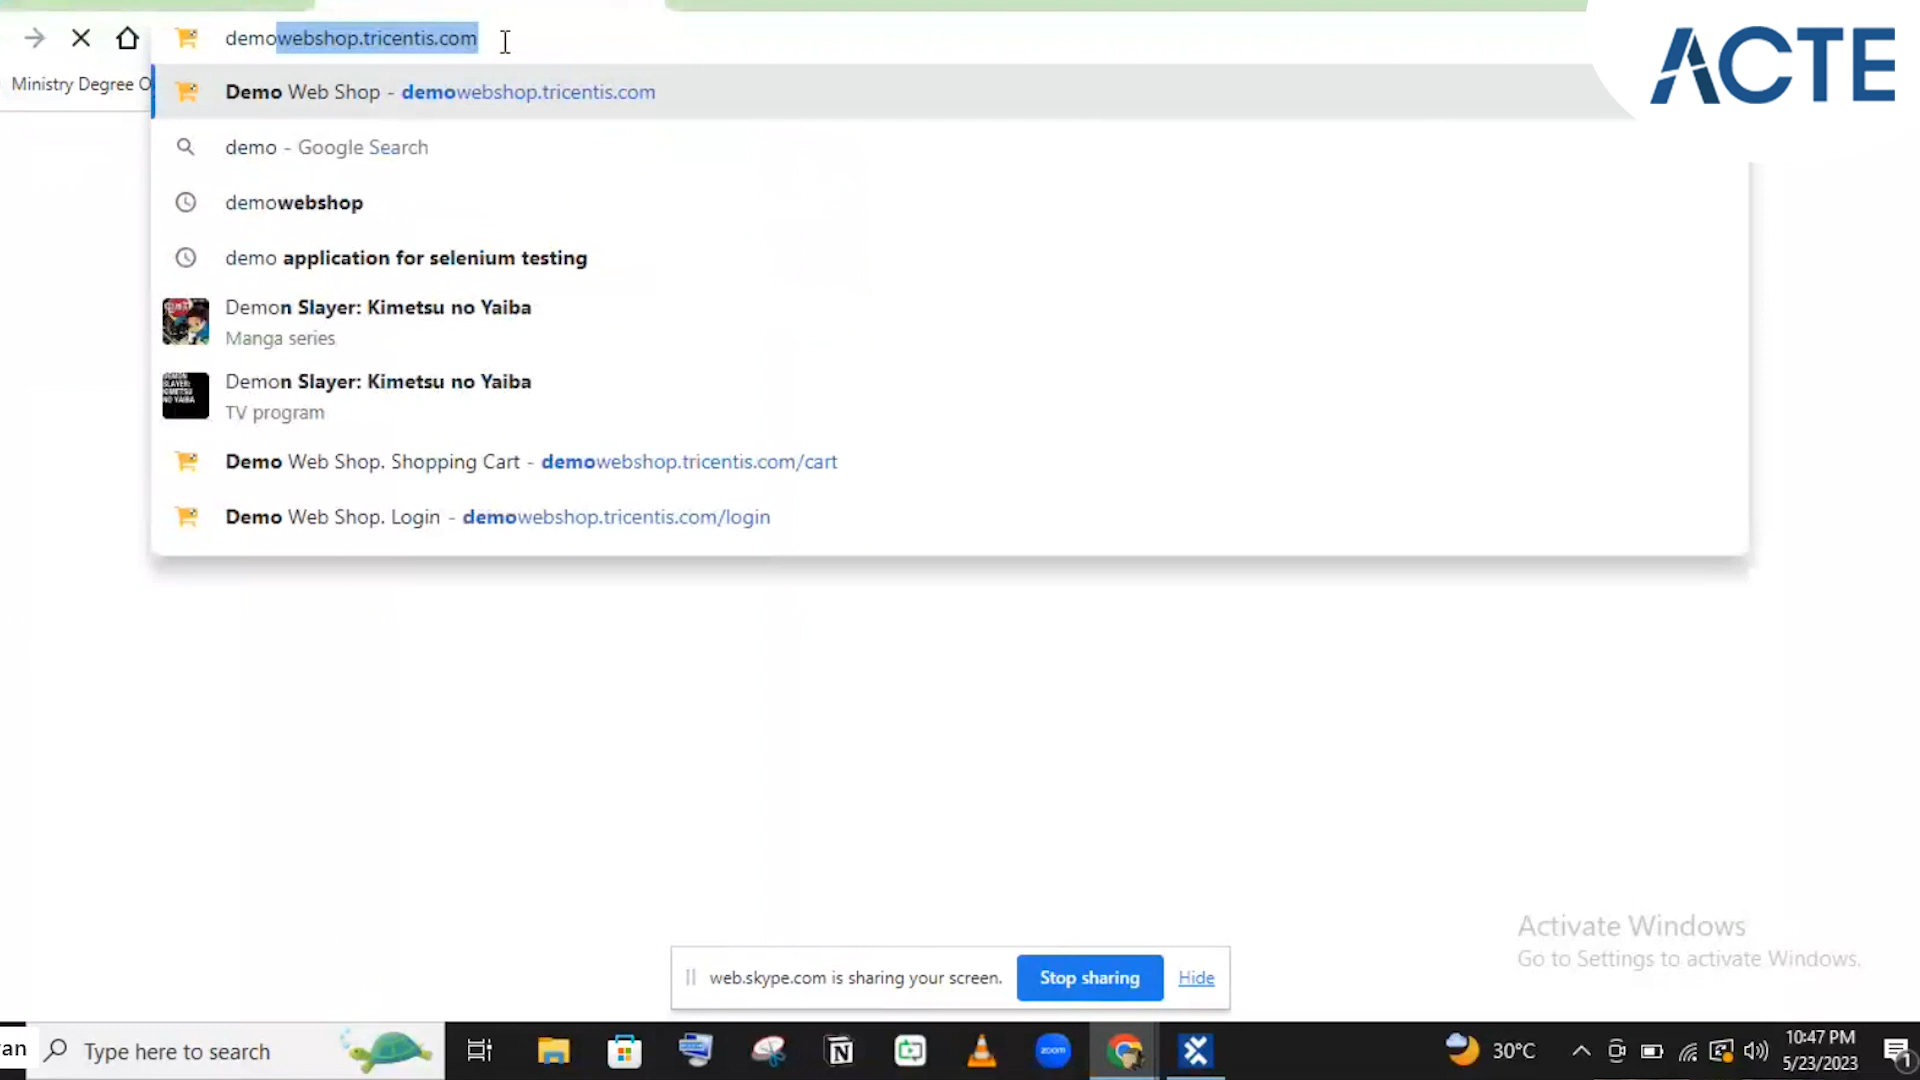 demowebshop.tricentis.com
ACTE
Ministry Degree O
Demo Web Shop - demowebshop.tricentis.com
demo - Google Search
demowebshop
demo application for selenium testing
Demon Slayer: Kimetsu no Yaiba
Manga series
Demon Slayer: Kimetsu no Yaiba
TV program
Demo Web Shop. Shopping Cart - demowebshop.tricentis.com/cart
Demo Web Shop. Login - demowebshop.tricentis.com/login
Activate Windows
Go to Settings to activate Windows.
web.skype.com is sharing your screen. Stop sharing Hide
an Type here to search zoom 30°C 10:47 PM
5/23/2023 1